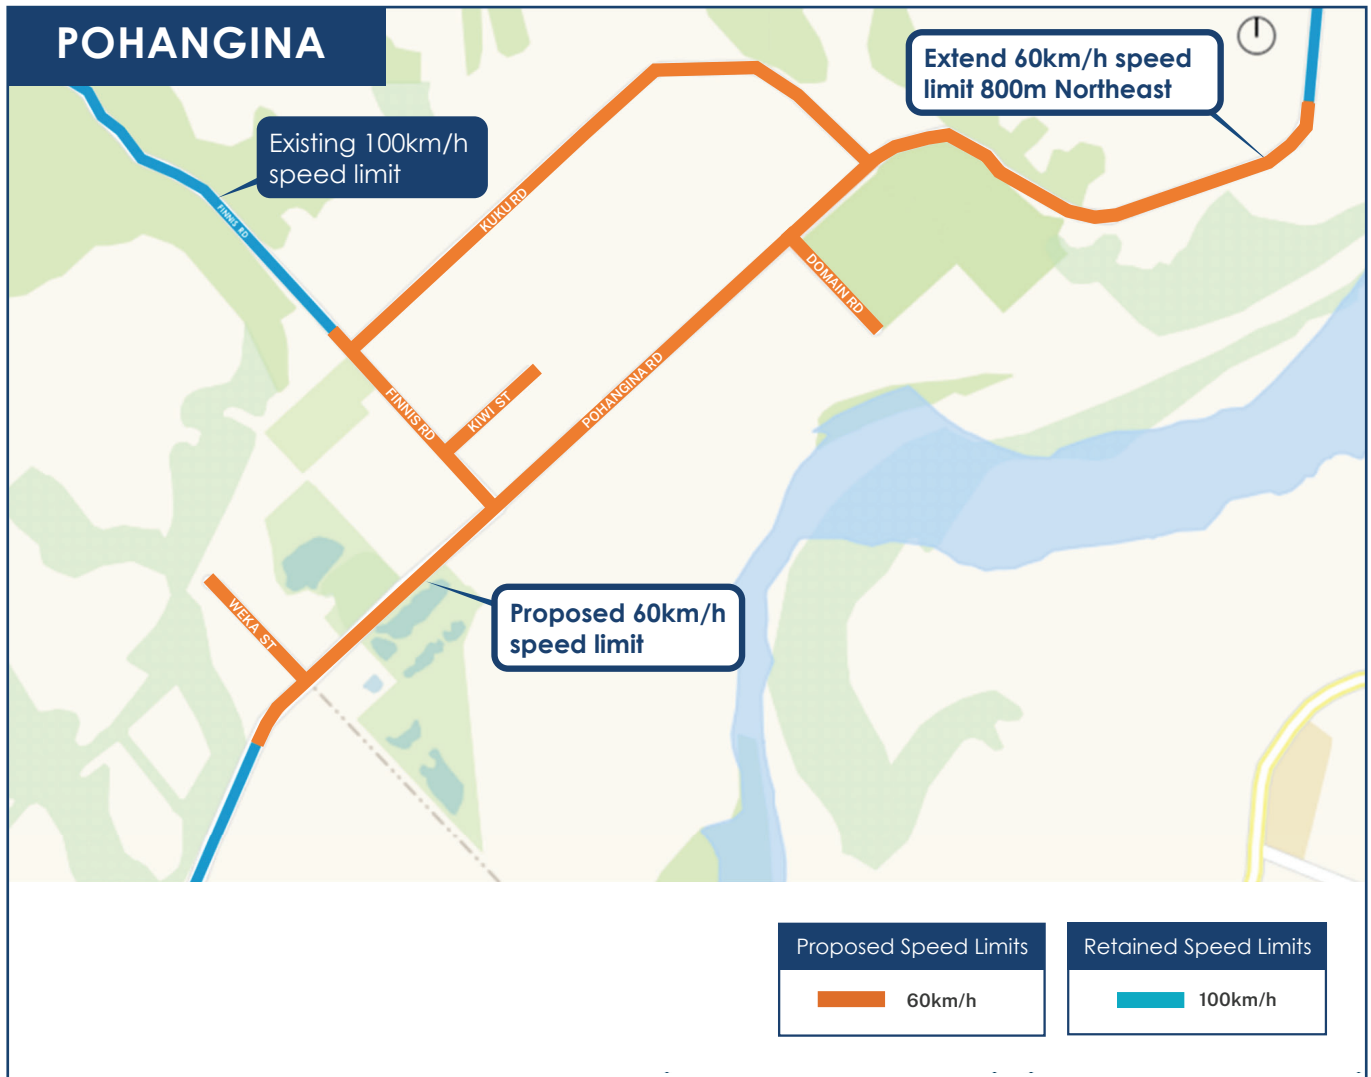 POHANGINA
Extend 60km/h speed
limit 800m Northeast
Existing 100km/h
speed limit
FINNIS RD
KUKU RD
DOMAIN RD
POHANGINA RD
FINNIS RD
KIWI ST
WEKA ST
Proposed 60km/h
speed limit
Proposed Speed Limits
60km/h
Retained Speed Limits
100km/h